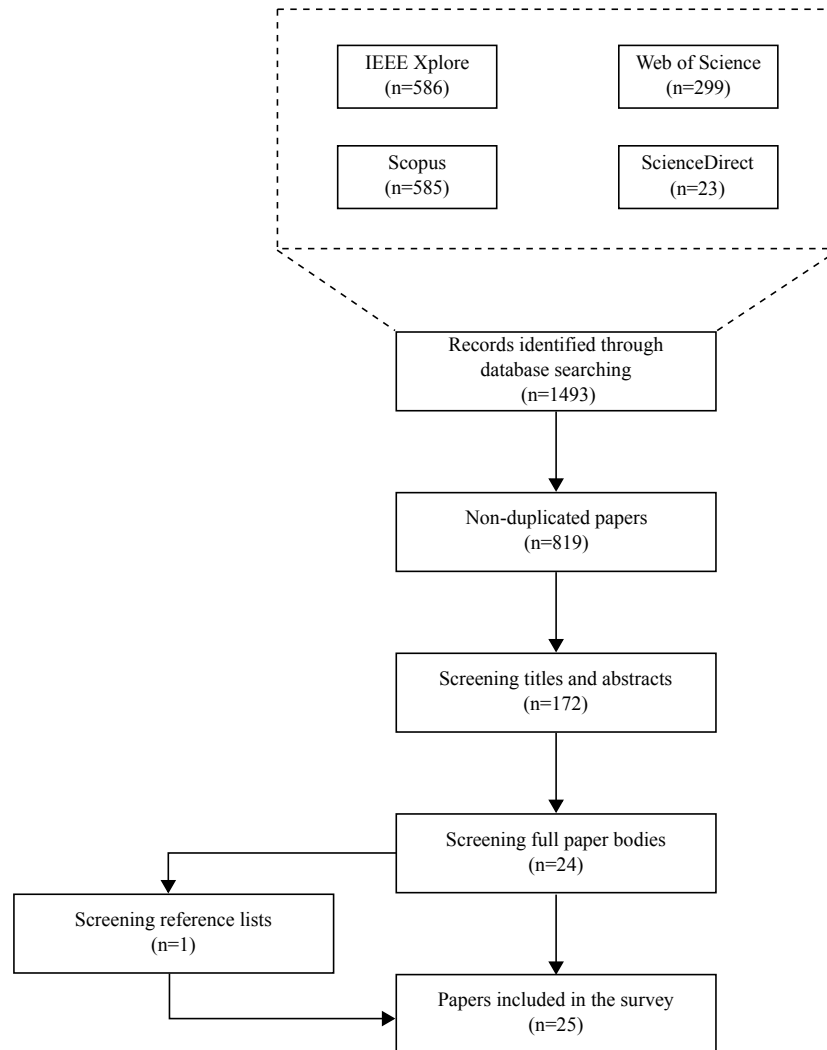 IEEE Xplore
(n=586)
Web of Science
(n=299)
Scopus
(n=585)
ScienceDirect
(n=23)
Records identified through
database searching
(n=1493)
Non-duplicated papers
(n=819)
Screening titles and abstracts
(n=172)
Screening full paper bodies
(n=24)
Screening reference lists
(n=1)
Papers included in the survey
(n=25)